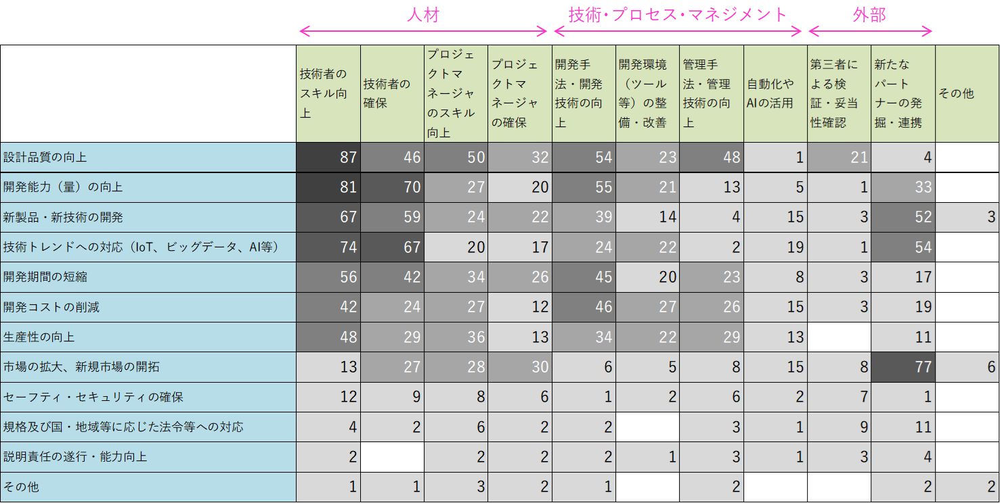 人材
技術・プロセス・マネジメント
外部
技術者の
スキル向
上
技術者の
確保
プロジェ
クトマ
ネージャ
のスキル
向上
プロジェ
クトマ
ネージャ
の確保
開発手
法・開発
技術の向
上
開発環境
（ツール
等）の整
備・改善
管理手
法・管理
技術の向
上
自動化や
AIの活用
第三者に
よる検
証・妥当
性確認
新たな
パート
ナーの発
掘・連携
その他
設計品質の向上 87 46 50 32 54 23 48 1 21 4
開発能力（量）の向上 81 70 27 20 55 21 13 5 1 33
新製品・新技術の開発 67 59 24 22 39 14 4 15 3 52 3
技術トレンドへの対応（IoT、ビッグデータ、AI等） 74 67 20 17 24 22 2 19 1 54
開発期間の短縮 56 42 34 26 45 20 23 8 3 17
開発コストの削減 42 24 27 12 46 27 26 15 3 19
生産性の向上 48 29 36 13 34 22 29 13 11
市場の拡大、新規市場の開拓 13 27 28 30 6 5 8 15 8 77 6
セーフティ・セキュリティの確保 12 9 8 6 1 2 6 2 7 1
規格及び国・地域等に応じた法令等への対応 4 2 6 2 2 3 1 9 11
説明責任の遂行・能力向上 2 2 2 2 1 3 1 3 4
その他 1 1 3 2 1 2 2 2